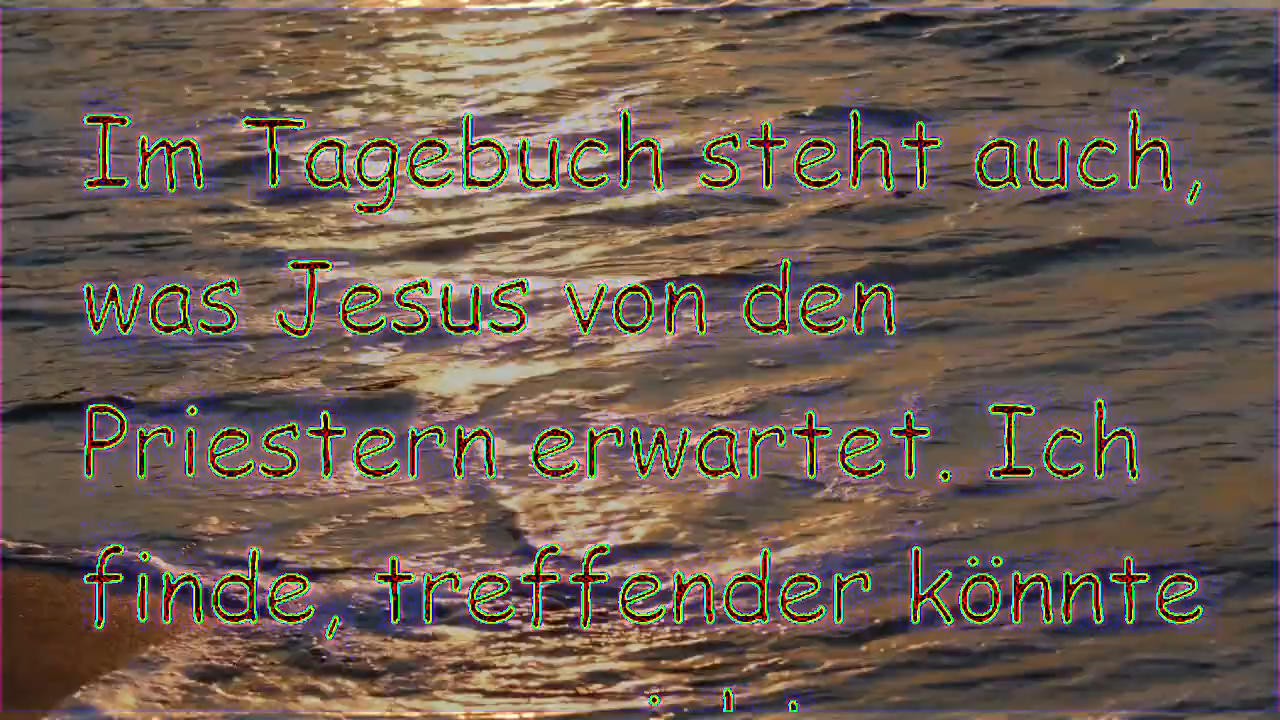 Im Tagebuch steht auch,
was Jesus von den
Priestern erwartet. Ich
finde, treffender könnte